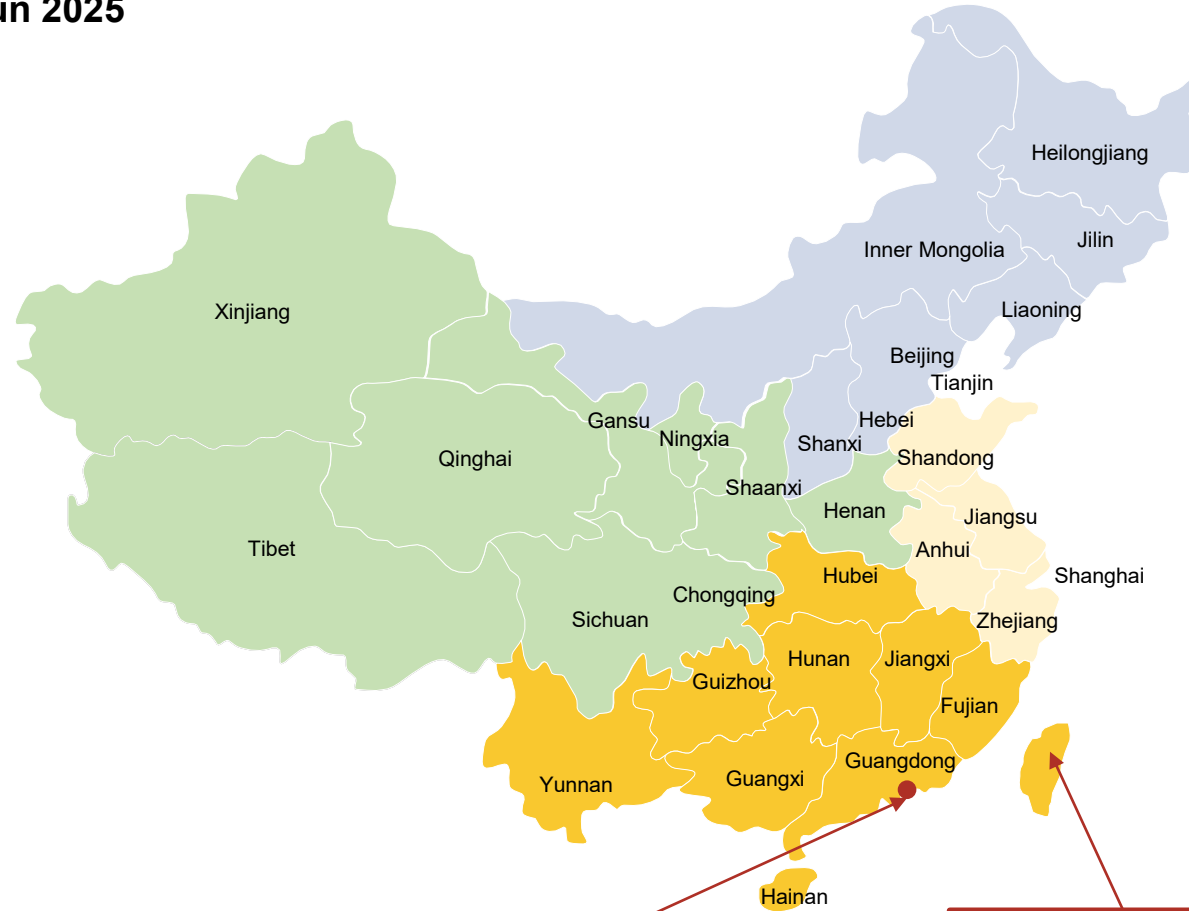 un 2025
Heilongjiang
Jilin
Inner Mongolia
Liaoning
Xinjiang
Beijing
Tianjin
Gansu
Hebei
Ningxia
Shanxi
Qinghai
Shandong
Shaanxi
Henan
Jiangsu
Tibet
Anhui
Shanghai
Hubei
Chongqing
Sichuan
Zhejiang
Hunan
Jiangxi
Guizhou
Fujian
Guangdong
Guangxi
Yunnan
Hainan